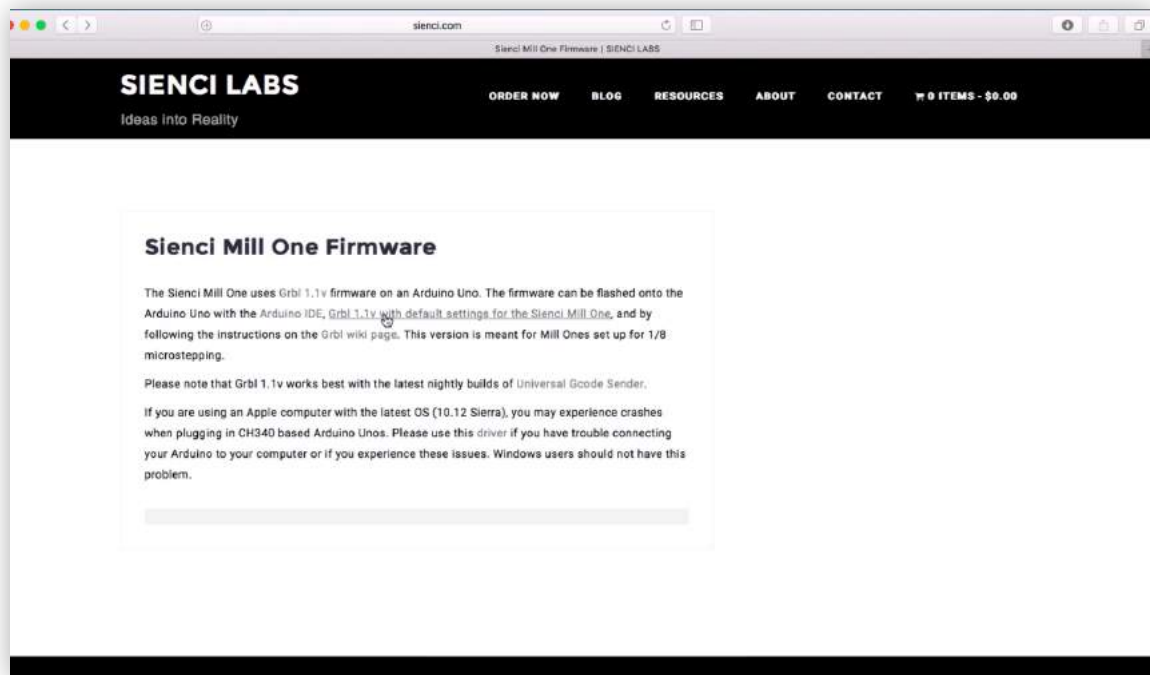 sienci.com
Sienci Mill One Firmware | SIENCI LABS
SIENCI LABS
Ideas into Reality
ORDER NOW BLOG RESOURCES ABOUT CONTACT 0 ITEMS - $0.00
Sienci Mill One Firmware
The Sienci Mill One uses Grbl 1.1v firmware on an Arduino Uno. The firmware can be flashed onto the
Arduino Uno with the Arduino IDE, Grbl 1.1v with default settings for the Sienci Mill One, and by
following the instructions on the Grbl wiki page. This version is meant for Mill Ones set up for 1/8
microstepping.
Please note that Grbl 1.1v works best with the latest nightly builds of Universal Gcode Sender.
If you are using an Apple computer with the latest OS (10.12 Sierra), you may experience crashes
when plugging in CH340 based Arduino Unos. Please use this driver if you have trouble connecting
your Arduino to your computer or if you experience these issues. Windows users should not have this
problem.